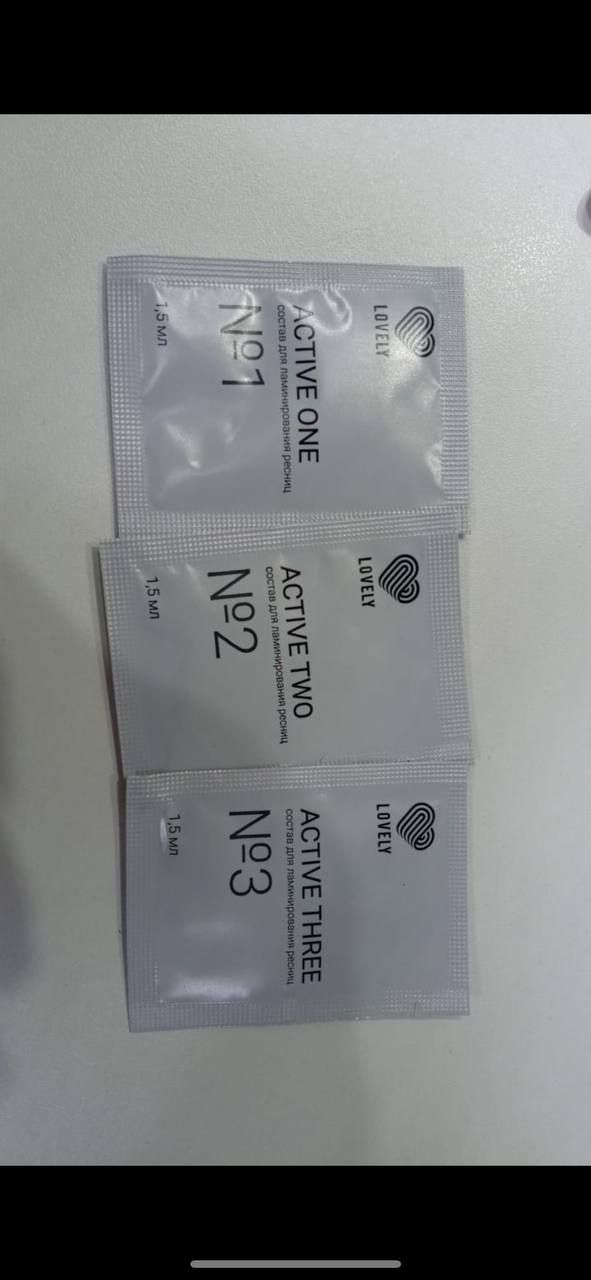 LOVELY
ACTIVE ONE
состав для ламинирования ресниц
№1
1,5 мл
LOVELY
ACTIVE TWO
состав для ламинирования ресниц
№2
1,5 мл
LOVELY
ACTIVE THREE
состав для ламинирования ресниц
№3
1,5 мл